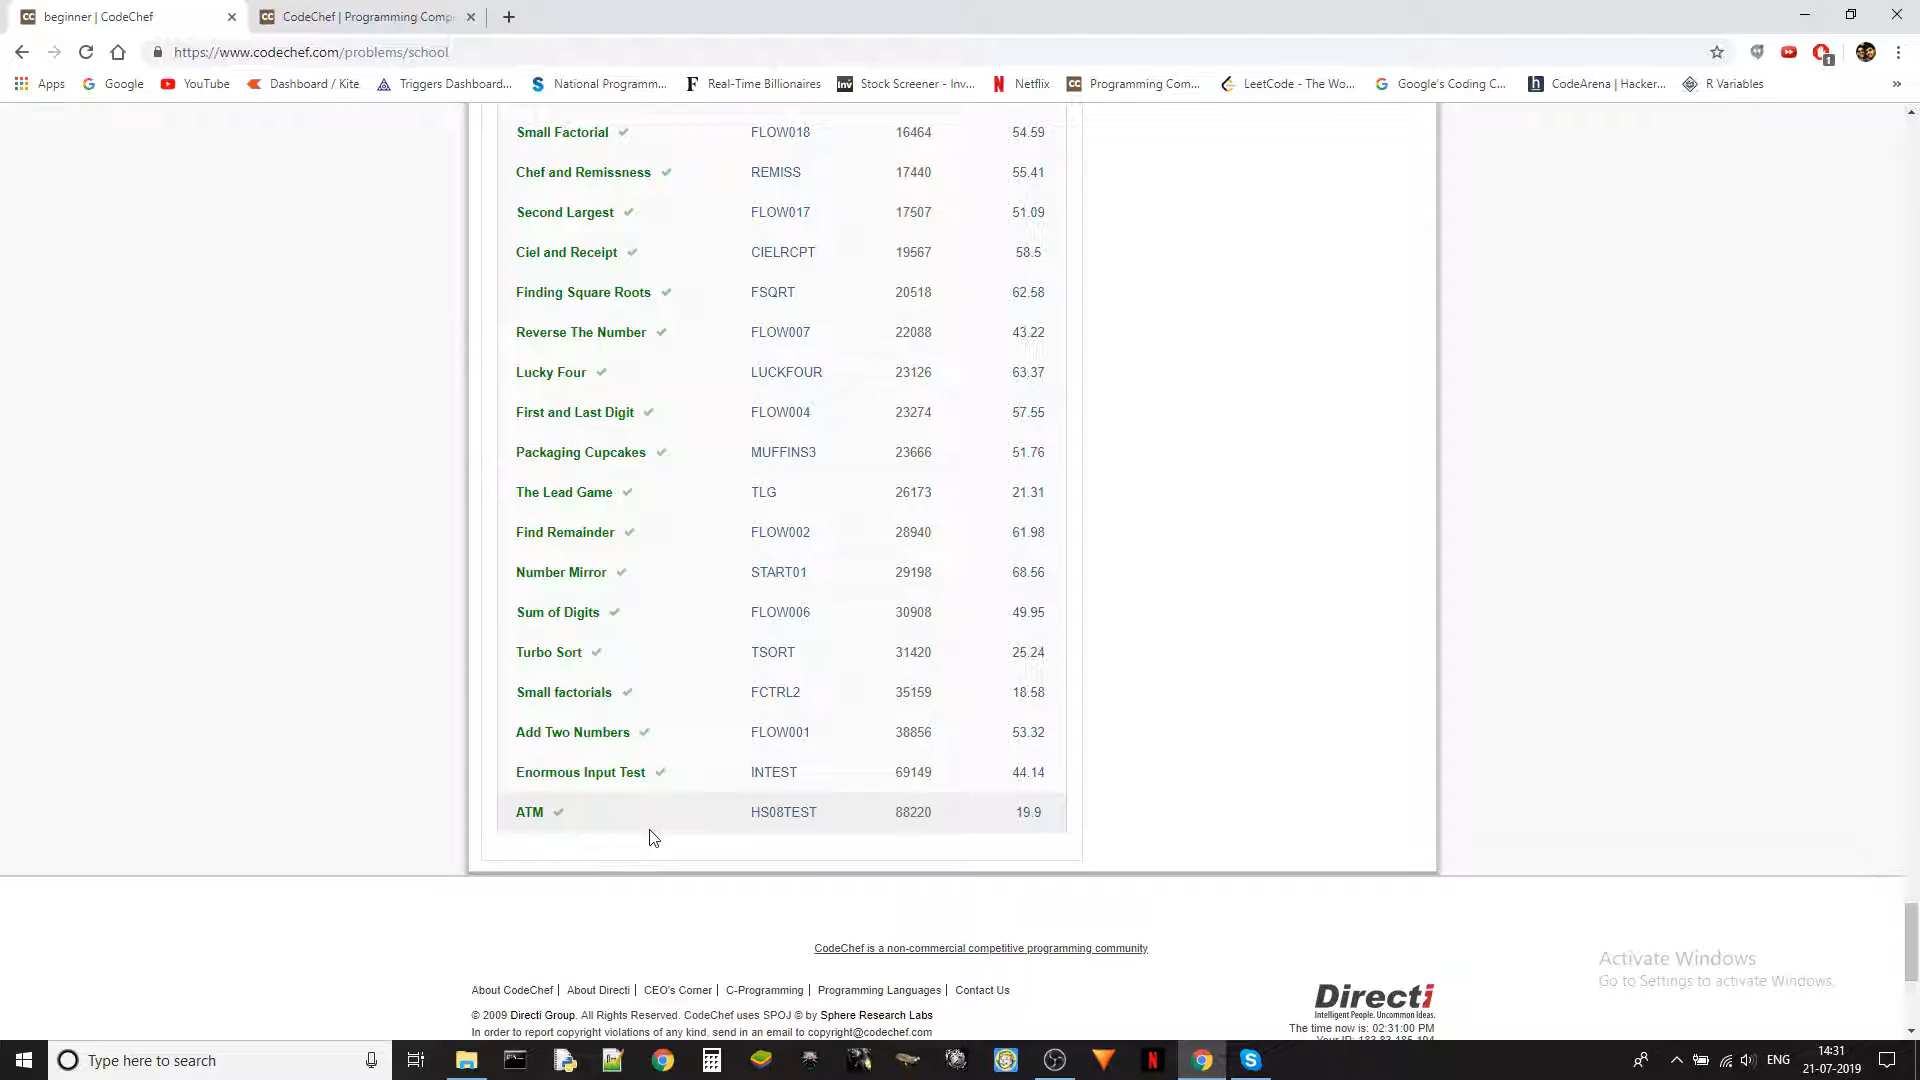 beginner | CodeChef
CodeChef | Programming Comp
https://www.codechef.com/problems/school
Apps Google YouTube Dashboard / Kite Triggers Dashboard... National Programm... Real-Time Billionaires Stock Screener - Inv... Netflix Programming Com... LeetCode - The Wo... Google's Coding C... CodeArena | Hacker... R Variables »
Small Factorial FLOW018 16464 54.59
Chef and Remissness REMISS 17440 55.41
Second Largest FLOW017 17507 51.09
Ciel and Receipt CIELRCPT 19567 58.5
Finding Square Roots FSQRT 20518 62.58
Reverse The Number FLOW007 22088 43.22
Lucky Four LUCKFOUR 23126 63.37
First and Last Digit FLOW004 23274 57.55
Packaging Cupcakes MUFFINS3 23666 51.76
The Lead Game TLG 26173 21.31
Find Remainder FLOW002 28940 61.98
Number Mirror START01 29198 68.56
Sum of Digits FLOW006 30908 49.95
Turbo Sort TSORT 31420 25.24
Small factorials FCTRL2 35159 18.58
Add Two Numbers FLOW001 38856 53.32
Enormous Input Test INTEST 69149 44.14
ATM HS08TEST 88220 19.9
CodeChef is a non-commercial competitive programming community
Activate Windows
Go to Settings to activate Windows.
About CodeChef | About Directi | CEO's Corner | C-Programming | Programming Languages | Contact Us
Directi
Intelligent People. Uncommon Ideas.
© 2009 Directi Group. All Rights Reserved. CodeChef uses SPOJ © by Sphere Research Labs
In order to report copyright violations of any kind, send in an email to copyright@codechef.com
The time now is: 02:31:00 PM
Type here to search
ENG
14:31
21-07-2019